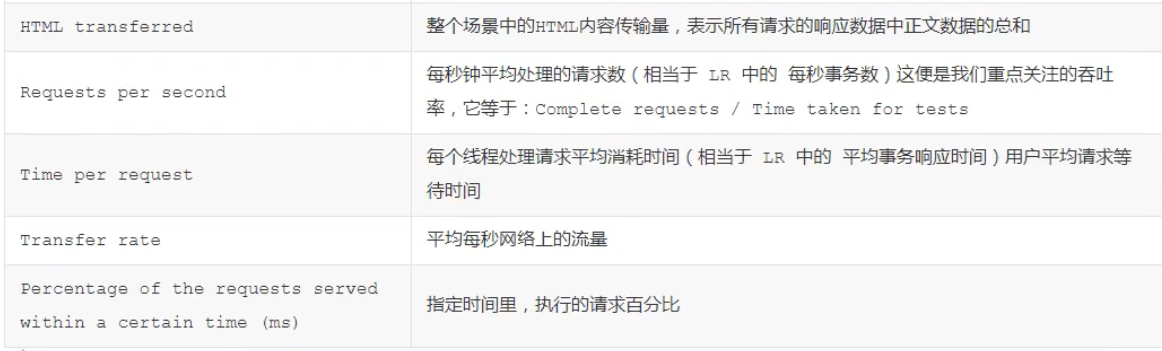 HTML transferred
整个场景中的HTML内容传输量，表示所有请求的响应数据中正文数据的总和
Requests per second
每秒钟平均处理的请求数（相当于 LR 中的 每秒事务数）这便是我们重点关注的吞吐
率，它等于：Complete requests / Time taken for tests
Time per request
每个线程处理请求平均消耗时间（相当于 LR 中的 平均事务响应时间）用户平均请求等
待时间
Transfer rate
平均每秒网络上的流量
Percentage of the requests served
within a certain time (ms)
指定时间里，执行的请求百分比